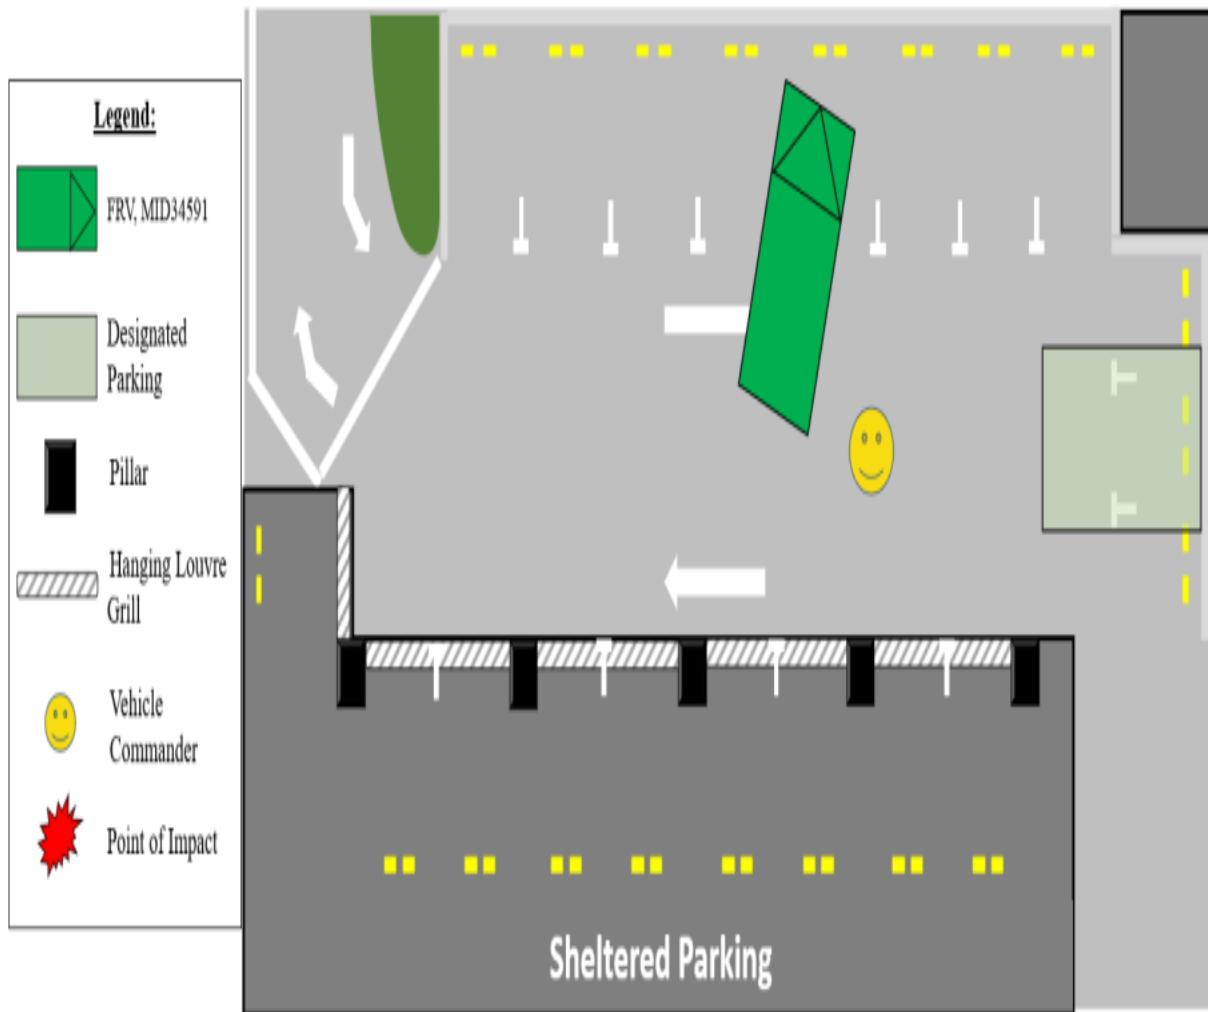 Legend:
FRV, MID34591
Designated
Parking
Pillar
Hanging Louvre
Grill
Vehicle
Commander
Point of Impact
Sheltered Parking